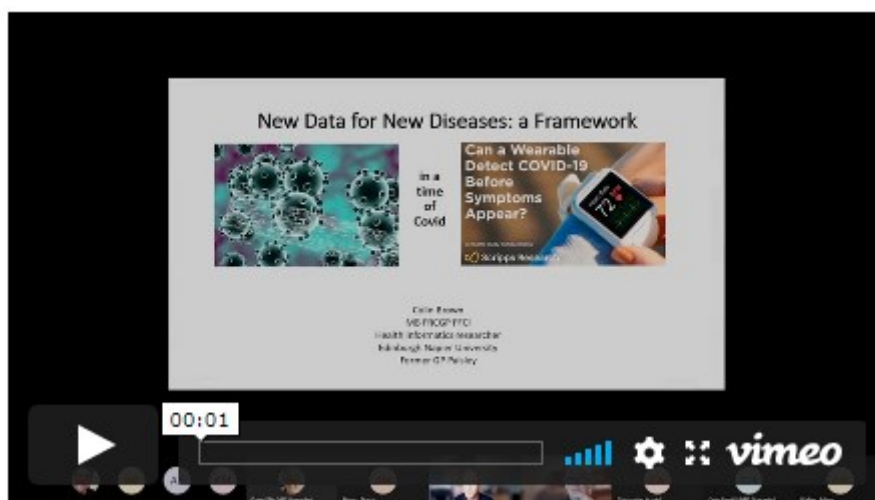 New Data for New Diseases: a Framework
in a
time
of
Covid
Can a Wearable
Detect COVID-19
Before
Symptoms
Appear?
72
Scripps Research
Colin Brown
MB FRCGP FFCI
Health informatics researcher
Edinburgh Napier University
Former GP Paisley
00:01
vimeo